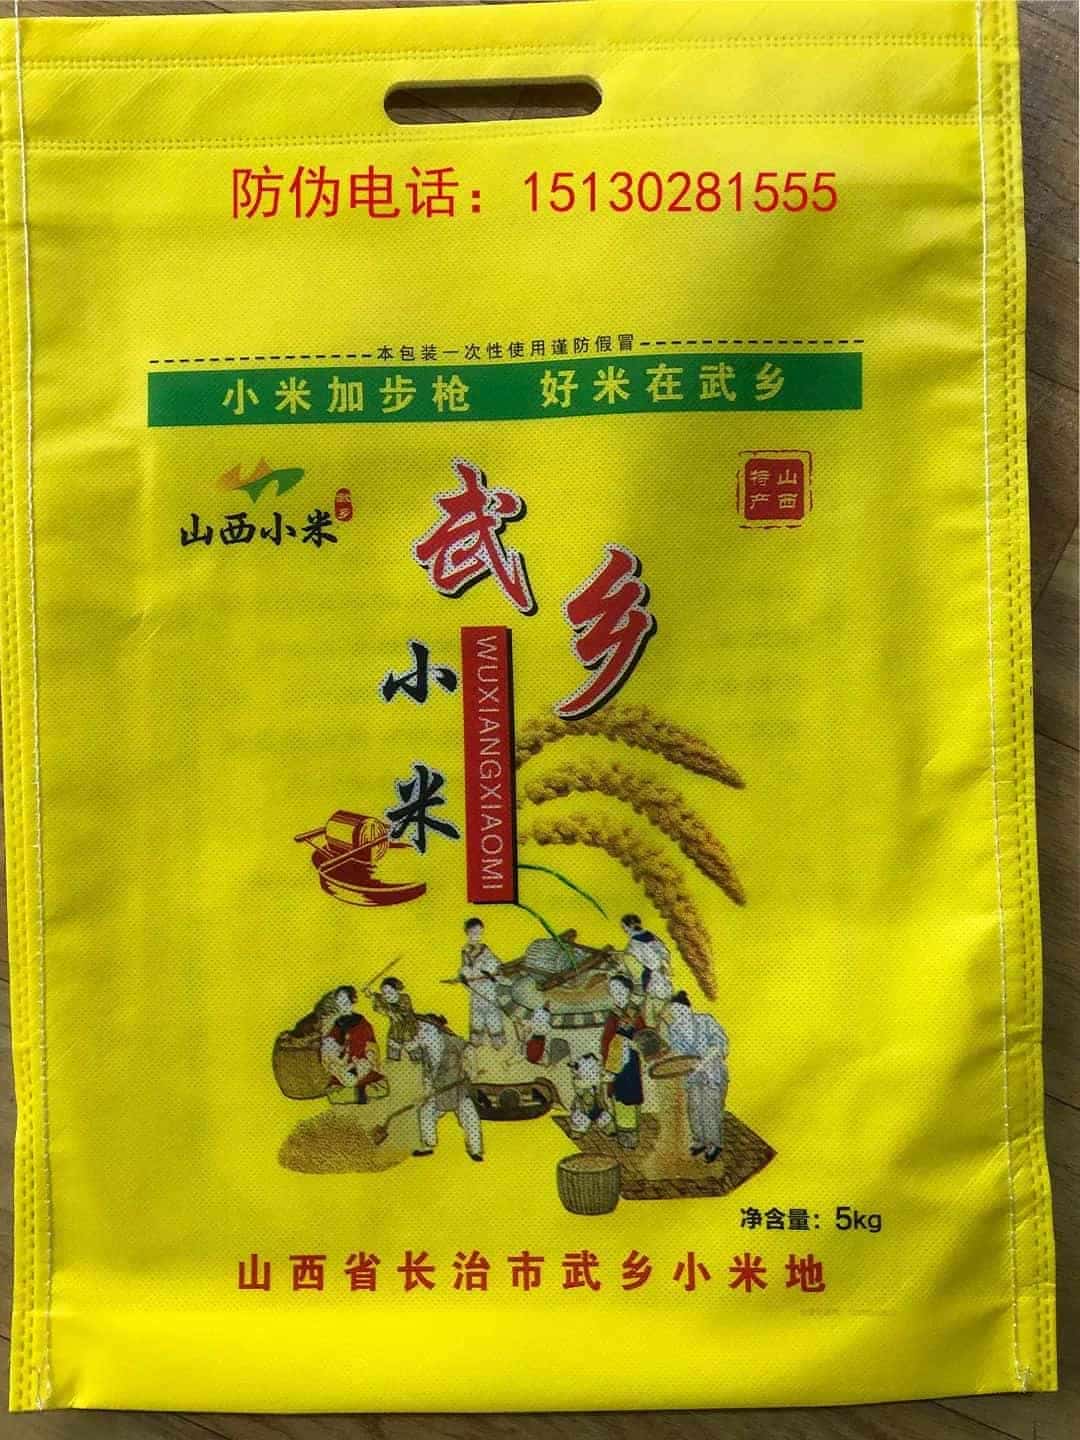 防伪电话：15130281555
本包装一次性使用谨防假冒
小米加步枪 好米在武乡
山西小米
武乡
山西
特产
武乡
小米
WUXIANGXIAOMI
净含量：5kg
山西省长治市武乡小米地